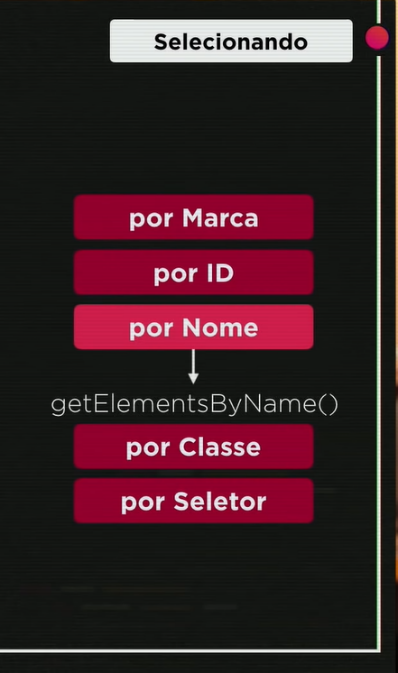 Selecionando
por Marca
por ID
por Nome
getElementsByName()
por Classe
por Seletor